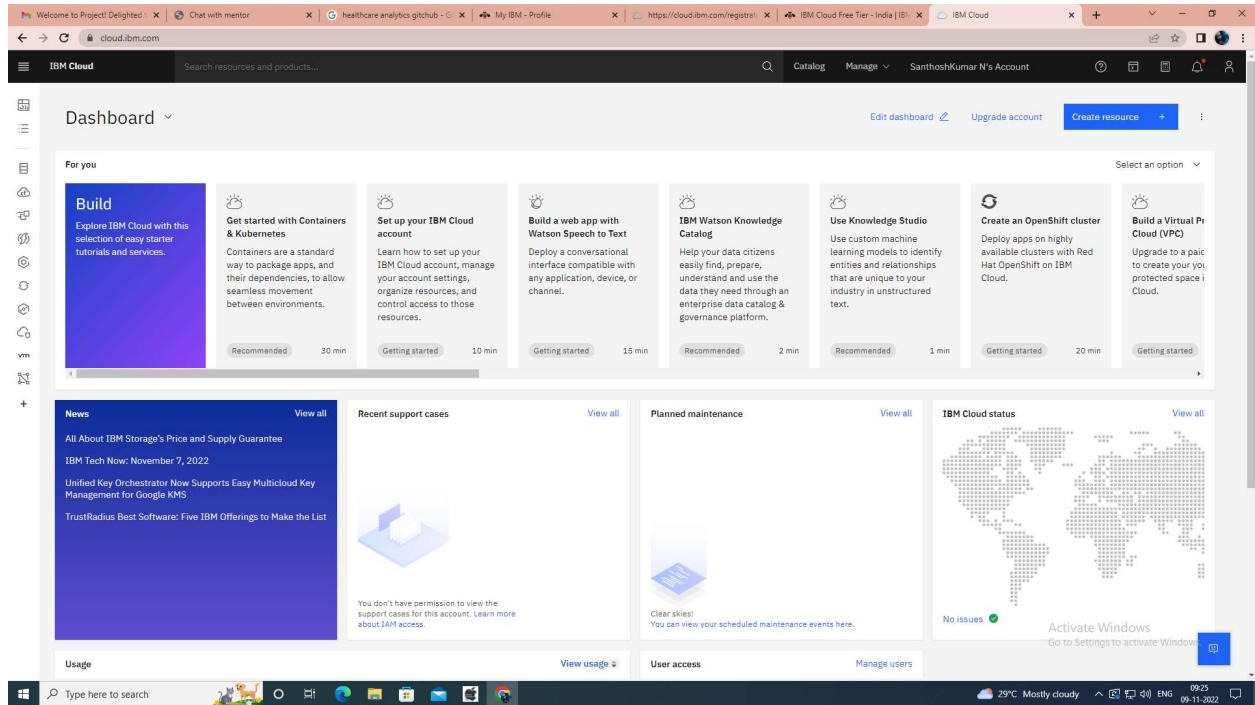 Welcome to Project! Delighted t
Chat with mentor
healthcare analytics gitchub - G
My IBM - Profile
https://cloud.ibm.com/registrati
IBM Cloud Free Tier - India | IBM
IBM Cloud
cloud.ibm.com
IBM Cloud
Search resources and products...
Catalog
Manage
SanthoshKumar N's Account
Dashboard
Edit dashboard
Upgrade account
Create resource +
For you
Select an option
Build
Explore IBM Cloud with this
selection of easy starter
tutorials and services.
Get started with Containers
& Kubernetes
Containers are a standard
way to package apps, and
their dependencies, to allow
seamless movement
between environments.
Recommended 30 min
Set up your IBM Cloud
account
Learn how to set up your
IBM Cloud account, manage
your account settings,
organize resources, and
control access to those
resources.
Getting started 10 min
Build a web app with
Watson Speech to Text
Deploy a conversational
interface compatible with
any application, device, or
channel.
Getting started 15 min
IBM Watson Knowledge
Catalog
Help your data citizens
easily find, prepare,
understand and use the
data they need through an
enterprise data catalog &
governance platform.
Recommended 2 min
Use Knowledge Studio
Use custom machine
learning models to identify
entities and relationships
that are unique to your
industry in unstructured
text.
Recommended 1 min
Create an OpenShift cluster
Deploy apps on highly
available clusters with Red
Hat OpenShift on IBM
Cloud.
Getting started 20 min
Build a Virtual Pr
Cloud (VPC)
Upgrade to a paid
to create your you
protected space i
Cloud.
Getting started
vm
News View all
All About IBM Storage's Price and Supply Guarantee
IBM Tech Now: November 7, 2022
Unified Key Orchestrator Now Supports Easy Multicloud Key
Management for Google KMS
TrustRadius Best Software: Five IBM Offerings to Make the List
Recent support cases View all
You don't have permission to view the
support cases for this account. Learn more
about IAM access.
Planned maintenance View all
Clear skies!
You can view your scheduled maintenance events here.
IBM Cloud status View all
No issues
Activate Windows
Go to Settings to activate Windows.
Usage View usage
User access Manage users
Type here to search
29°C Mostly cloudy
ENG
09:25
09-11-2022